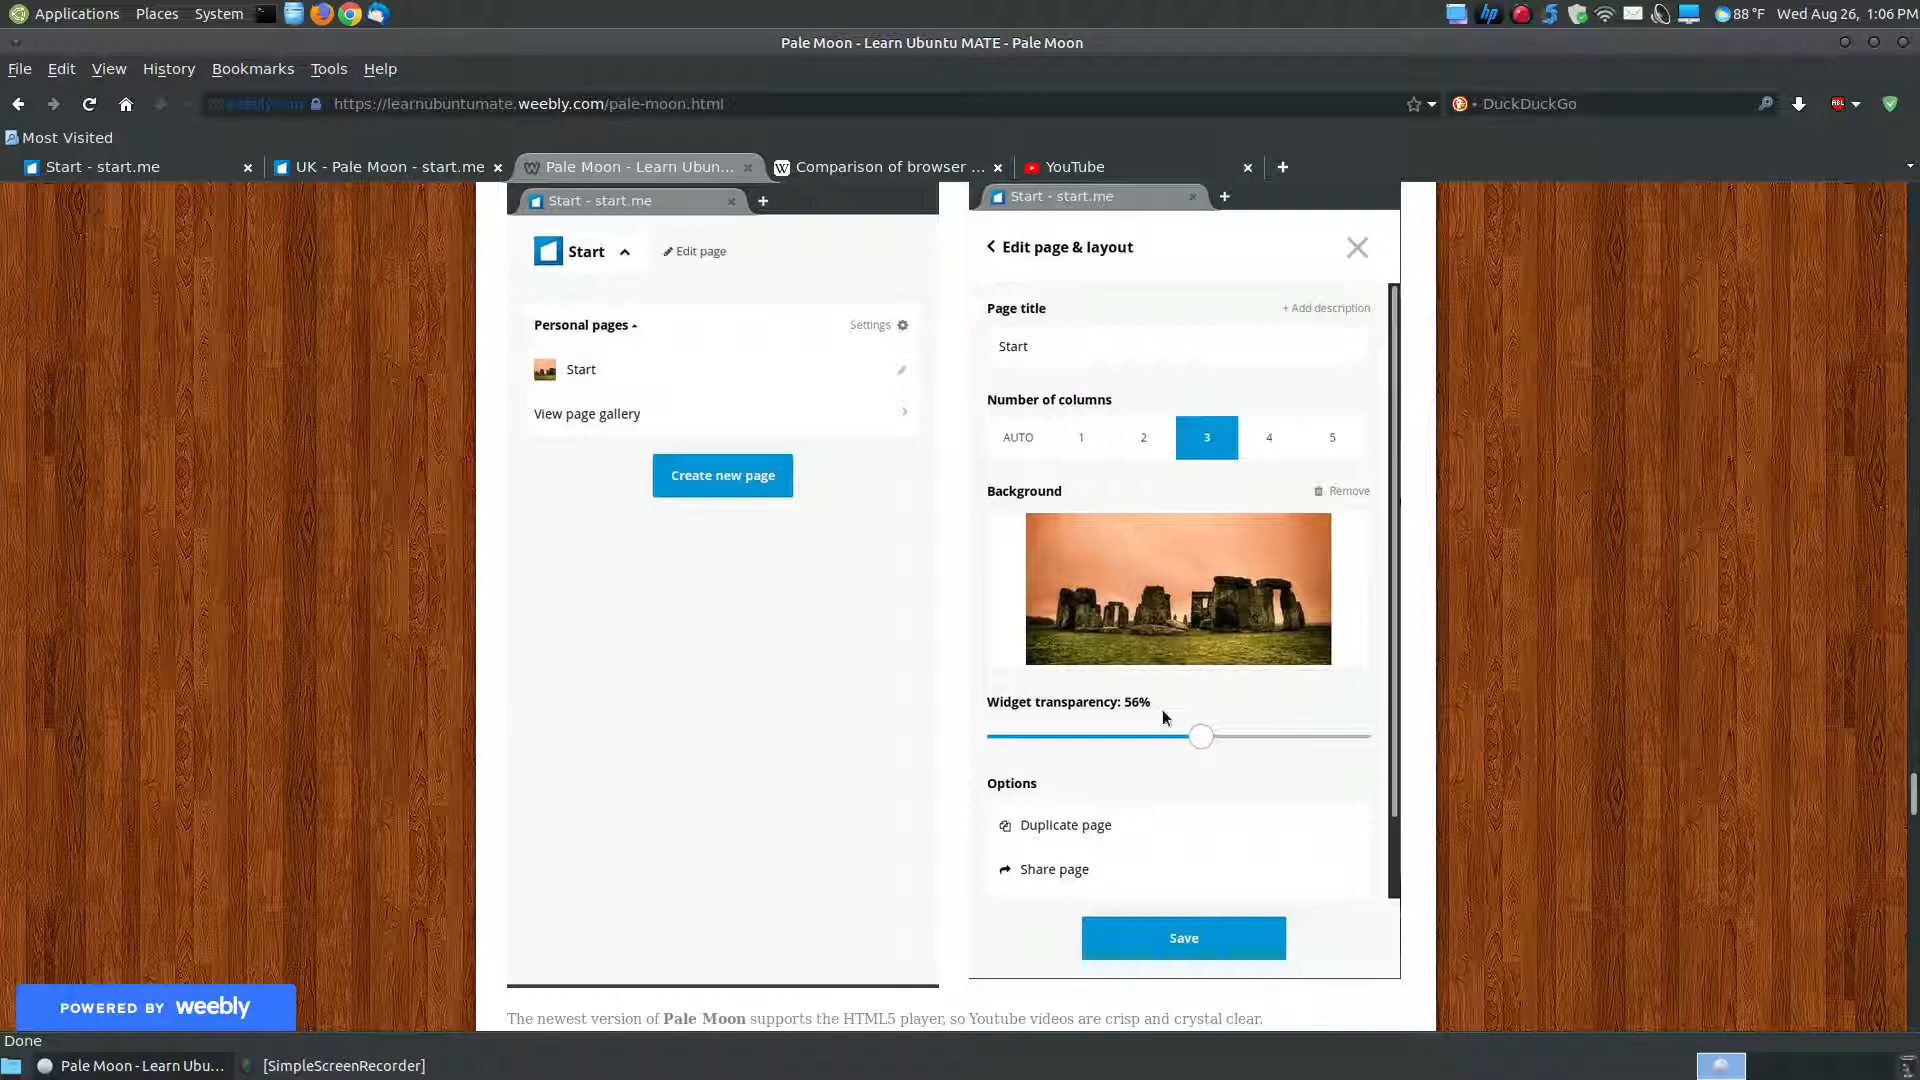 Applications Places System
88 °F Wed Aug 26, 1:06 PM
Pale Moon - Learn Ubuntu MATE - Pale Moon
File Edit View History Bookmarks Tools Help
https://learnubuntumate.weebly.com/pale-moon.html
DuckDuckGo
Most Visited
Start - start.me
UK - Pale Moon - start.me
Pale Moon - Learn Ubun...
Comparison of browser ...
YouTube
Start - start.me
Start
Edit page
Personal pages
Settings
Start
View page gallery
Create new page
Start - start.me
Edit page & layout
Page title
+ Add description
Start
Number of columns
AUTO 1 2 3 4 5
Background
Remove
Widget transparency: 56%
Options
Duplicate page
Share page
Save
POWERED BY weebly
The newest version of Pale Moon supports the HTML5 player, so Youtube videos are crisp and crystal clear.
Done
Pale Moon - Learn Ubu...
[SimpleScreenRecorder]